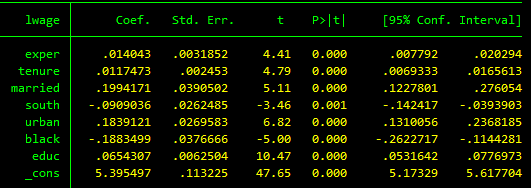 lwage Coef. Std. Err. t P>|t| [95% Conf. Interval]
exper .014043 .0031852 4.41 0.000 .007792 .020294
tenure .0117473 .002453 4.79 0.000 .0069333 .0165613
married .1994171 .0390502 5.11 0.000 .1227801 .276054
south -.0909036 .0262485 -3.46 0.001 -.142417 -.0393903
urban .1839121 .0269583 6.82 0.000 .1310056 .2368185
black -.1883499 .0376666 -5.00 0.000 -.2622717 -.1144281
educ .0654307 .0062504 10.47 0.000 .0531642 .0776973
_cons 5.395497 .113225 47.65 0.000 5.17329 5.617704